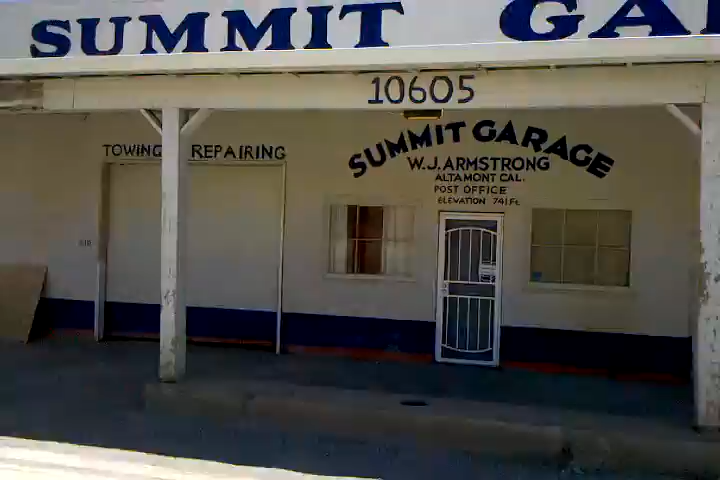 SUMMIT GA
10605
TOWING REPAIRING
SUMMIT GARAGE
W.J. ARMSTRONG
ALTAMONT CAL.
POST OFFICE
ELEVATION 741 Ft.